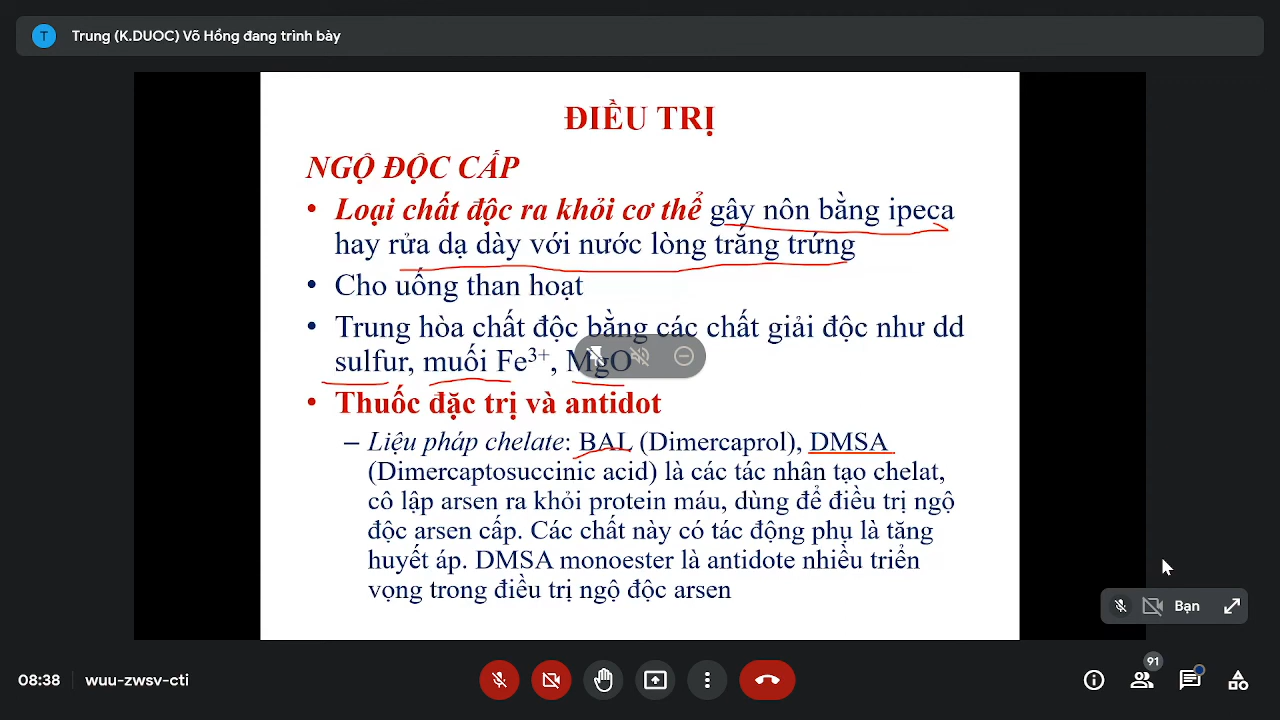 T
Trung (K.DUOC) Võ Hồng đang trình bày
ĐIỀU TRỊ
NGỘ ĐỘC CẤP
• Loại chất độc ra khỏi cơ thể gây nôn bằng ipeca
hay rửa dạ dày với nước lòng trắng trứng
• Cho uống than hoạt
• Trung hòa chất độc bằng các chất giải độc như dd
sulfur, muối Fe³⁺, MgO
• Thuốc đặc trị và antidot
– Liệu pháp chelate: BAL (Dimercaprol), DMSA
(Dimercaptosuccinic acid) là các tác nhân tạo chelat,
cô lập arsen ra khỏi protein máu, dùng để điều trị ngộ
độc arsen cấp. Các chất này có tác động phụ là tăng
huyết áp. DMSA monoester là antidote nhiều triển
vọng trong điều trị ngộ độc arsen
Bạn
08:38
wuu-zwsv-cti
91